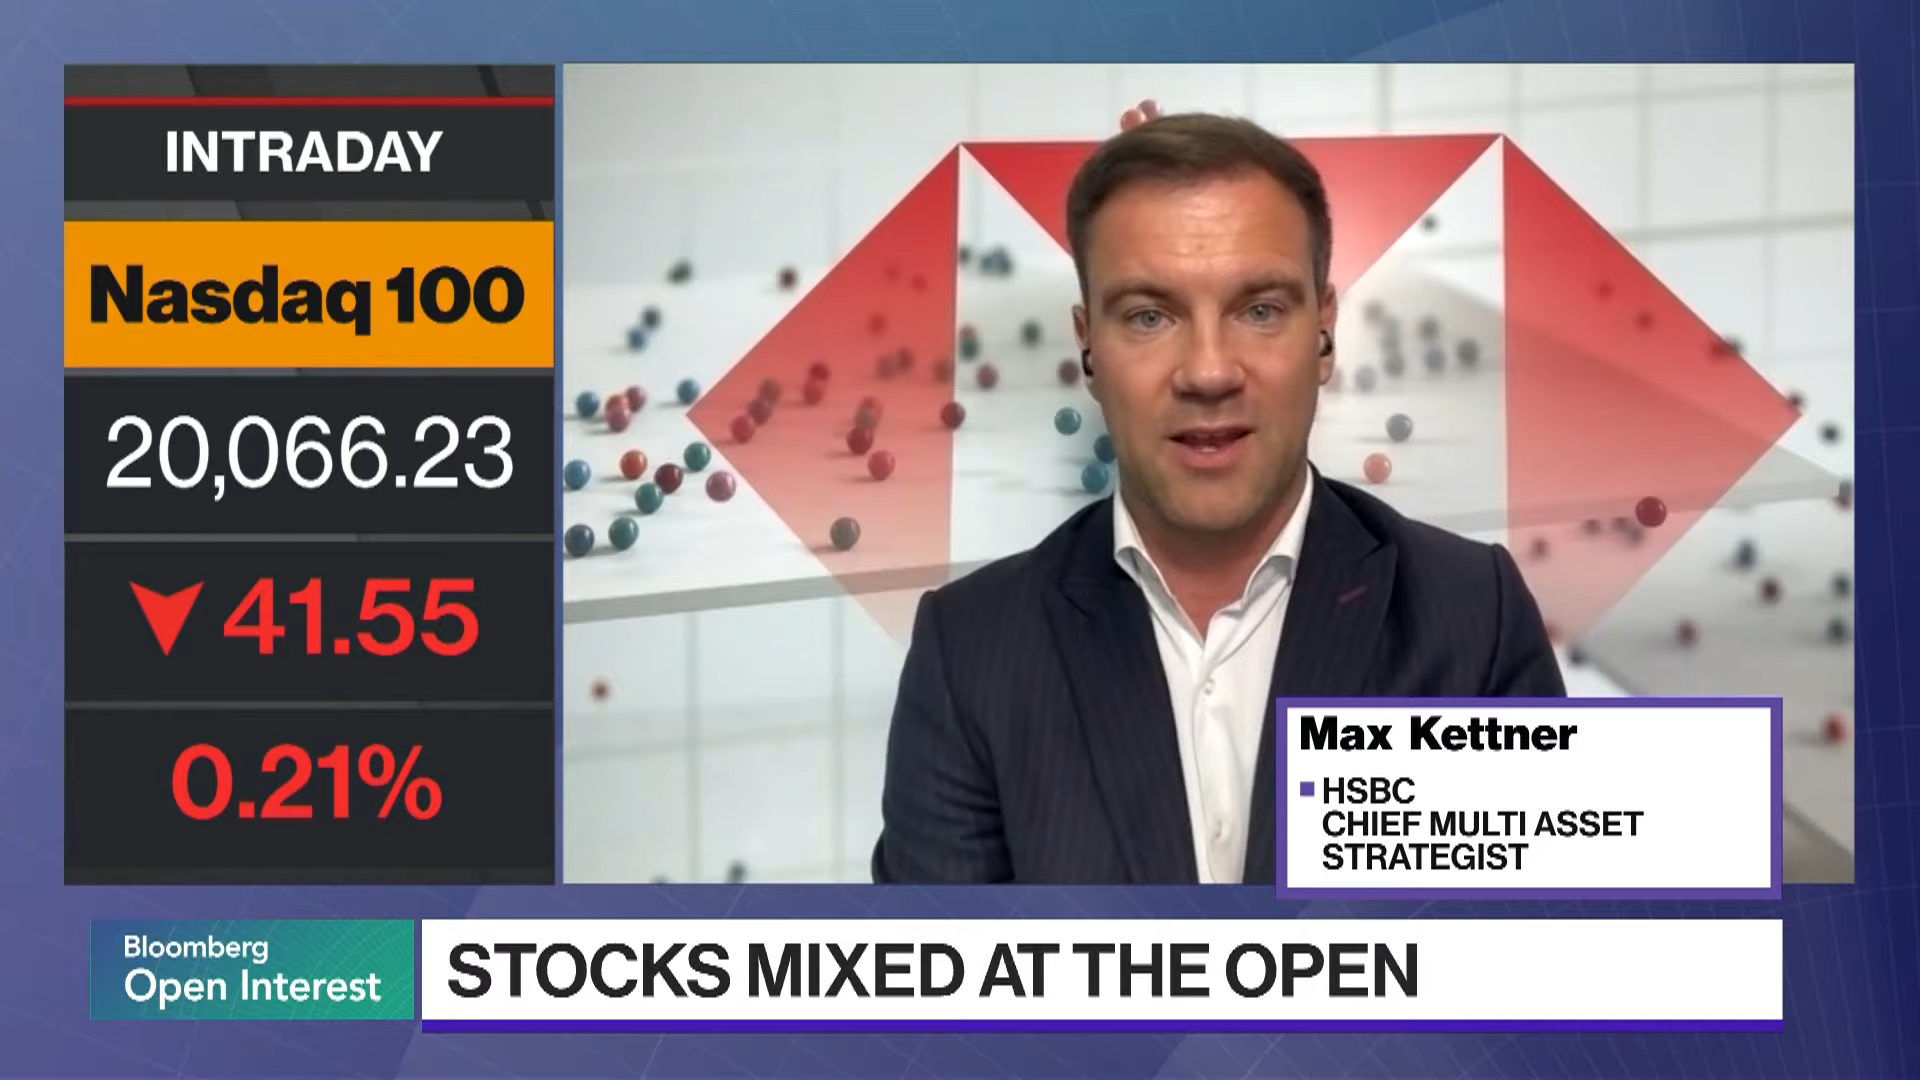 INTRADAY
Nasdaq 100
20,066.23
41.55
0.21%
Max Kettner
HSBC
CHIEF MULTI ASSET
STRATEGIST
Bloomberg
Open Interest
STOCKS MIXED AT THE OPEN